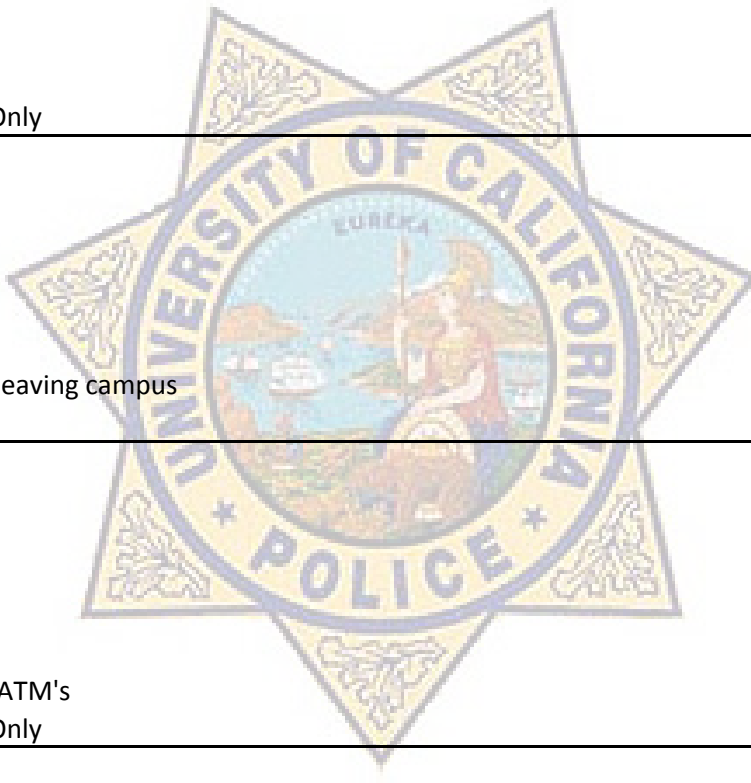 Only
UNIVERSITY OF CALIFORNIA
EUREKA
eaving campus
POLICE
ATM's
Only